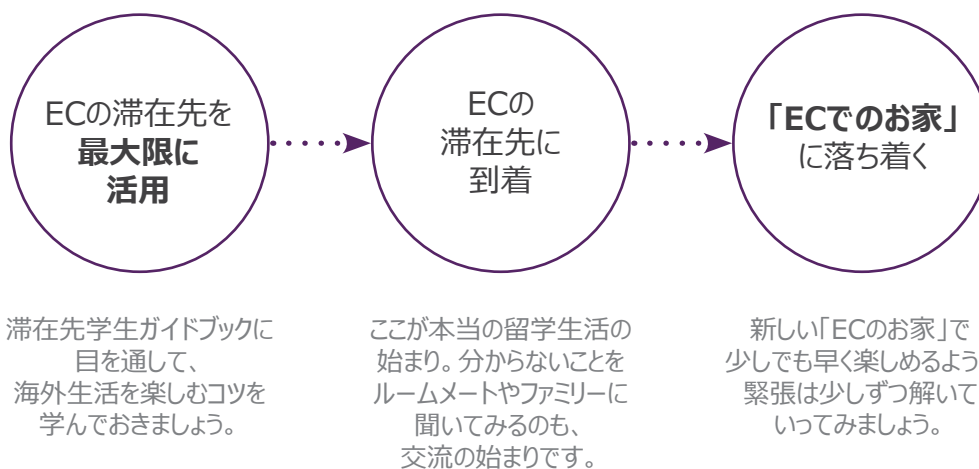 ECの滞在先を
最大限に
活用
ECの
滞在先に
到着
「ECでのお家」
に落ち着く
滞在先学生ガイドブックに
目を通して、
海外生活を楽しむコツを
学んでおきましょう。
ここが本当の留学生活の
始まり。分からないことを
ルームメートやファミリーに
聞いてみるのも、
交流の始まりです。
新しい「ECのお家」で
少しでも早く楽しめるよう
緊張は少しずつ解いて
いってみましょう。